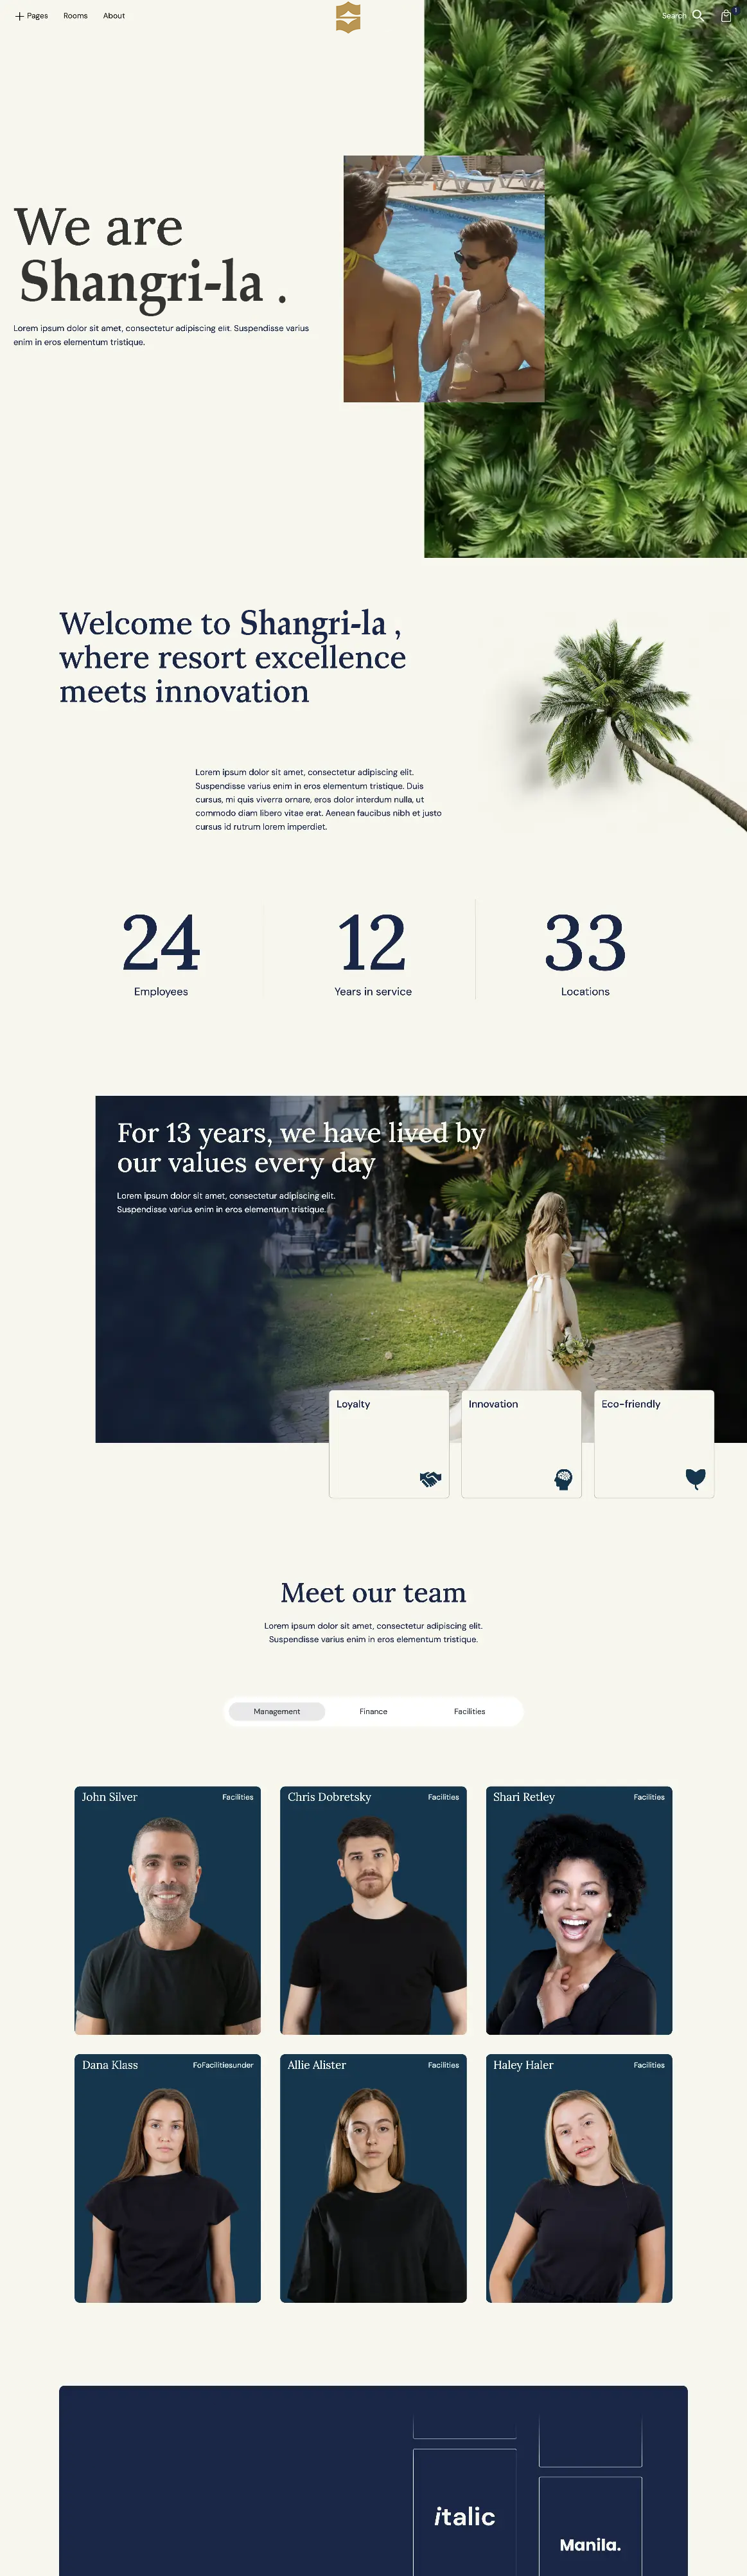 Pages Rooms About
Search
1
We are
Shangri-la .
Lorem ipsum dolor sit amet, consectetur adipiscing elit. Suspendisse varius
enim in eros elementum tristique.
Welcome to Shangri-la ,
where resort excellence
meets innovation
Lorem ipsum dolor sit amet, consectetur adipiscing elit.
Suspendisse varius enim in eros elementum tristique. Duis
cursus, mi quis viverra ornare, eros dolor interdum nulla, ut
commodo diam libero vitae erat. Aenean faucibus nibh et justo
cursus id rutrum lorem imperdiet.
24
Employees
12
Years in service
33
Locations
For 13 years, we have lived by
our values every day
Lorem ipsum dolor sit amet, consectetur adipiscing elit.
Suspendisse varius enim in eros elementum tristique.
Loyalty
Innovation
Eco-friendly
Meet our team
Lorem ipsum dolor sit amet, consectetur adipiscing elit.
Suspendisse varius enim in eros elementum tristique.
Management Finance Facilities
John Silver Facilities
Chris Dobretsky Facilities
Shari Retley Facilities
Dana Klass FoFacilitiesunder
Allie Alister Facilities
Haley Haler Facilities
italic
Manila.